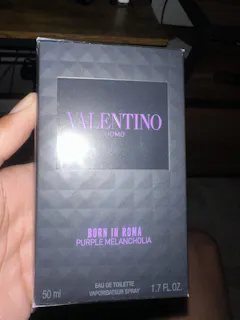 VALENTINO
UOMO
BORN IN ROMA
PURPLE MELANCHOLIA
EAU DE TOILETTE
VAPORISATEUR SPRAY
50 ml
1.7 FL.OZ.